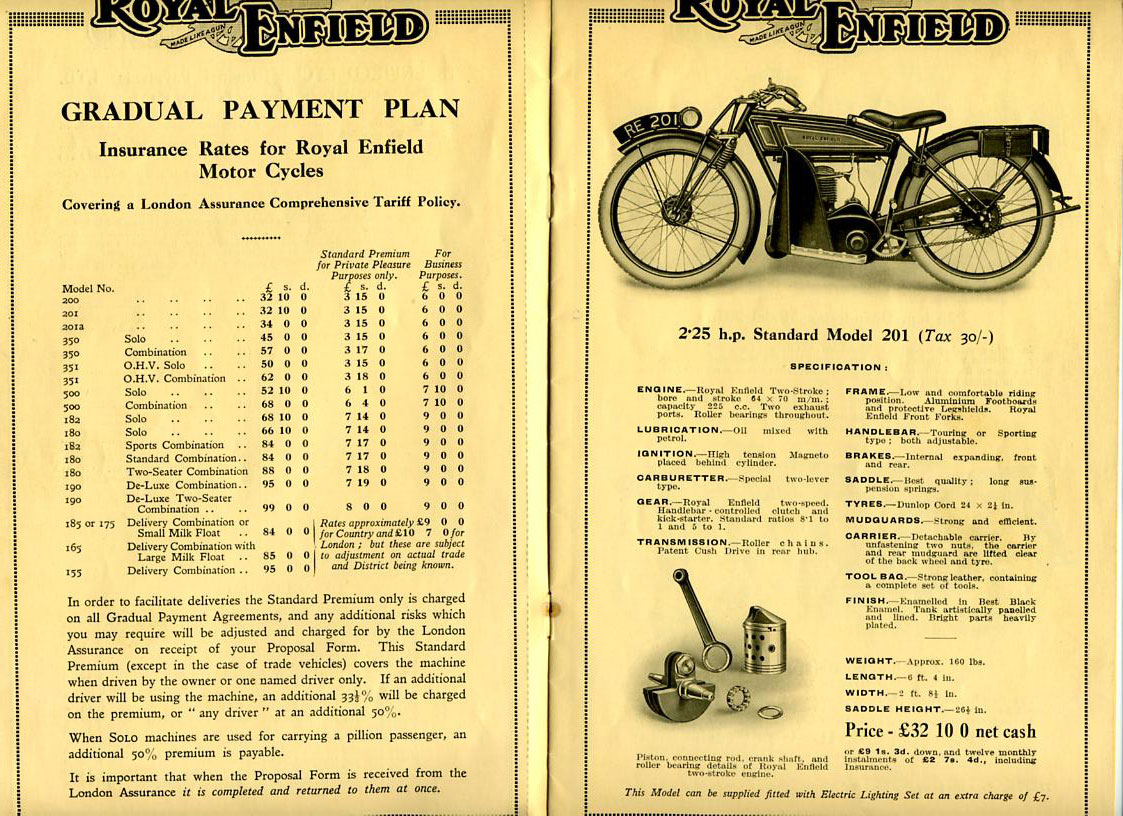 ROYAL ENFIELD
MADE LIKE A GUN
GRADUAL PAYMENT PLAN
Insurance Rates for Royal Enfield
Motor Cycles
Covering a London Assurance Comprehensive Tariff Policy.
Standard Premium For
for Private Pleasure Business
Purposes only. Purposes.
Model No. £ s. d. £ s. d. £ s. d.
200 .. .. .. .. 32 10 0 3 15 0 6 0 0
201 .. .. .. .. 32 10 0 3 15 0 6 0 0
201a .. .. .. .. 34 0 0 3 15 0 6 0 0
350 Solo .. .. .. 45 0 0 3 15 0 6 0 0
350 Combination .. .. 57 0 0 3 17 0 6 0 0
351 O.H.V. Solo .. .. 50 0 0 3 15 0 6 0 0
351 O.H.V. Combination .. 62 0 0 3 18 0 6 0 0
500 Solo .. .. .. 52 10 0 6 1 0 7 10 0
500 Combination .. .. 68 0 0 6 4 0 7 10 0
182 Solo .. .. .. 68 10 0 7 14 0 9 0 0
180 Solo .. .. .. 66 10 0 7 14 0 9 0 0
182 Sports Combination .. 84 0 0 7 17 0 9 0 0
180 Standard Combination.. 84 0 0 7 17 0 9 0 0
180 Two-Seater Combination 88 0 0 7 18 0 9 0 0
190 De-Luxe Combination.. 95 0 0 7 19 0 9 0 0
190 De-Luxe Two-Seater
Combination .. .. 99 0 0 8 0 0 9 0 0
185 or 175 Delivery Combination or
Small Milk Float .. 84 0 0
165 Delivery Combination with
Large Milk Float .. 85 0 0
155 Delivery Combination .. 95 0 0
Rates approximately £9 0 0
for Country and £10 7 0 for
London ; but these are subject
to adjustment on actual trade
and District being known.
In order to facilitate deliveries the Standard Premium only is charged
on all Gradual Payment Agreements, and any additional risks which
you may require will be adjusted and charged for by the London
Assurance on receipt of your Proposal Form. This Standard
Premium (except in the case of trade vehicles) covers the machine
when driven by the owner or one named driver only. If an additional
driver will be using the machine, an additional 33⅓% will be charged
on the premium, or “ any driver ” at an additional 50%.
When SOLO machines are used for carrying a pillion passenger, an
additional 50% premium is payable.
It is important that when the Proposal Form is received from the
London Assurance it is completed and returned to them at once.
ROYAL ENFIELD
MADE LIKE A GUN
RE 201
ROYAL ENFIELD
2·25 h.p. Standard Model 201 (Tax 30/-)
SPECIFICATION :
ENGINE.—Royal Enfield Two-Stroke ;
bore and stroke 64 × 70 m/m. ;
capacity 225 c.c. Two exhaust
ports. Roller bearings throughout.
LUBRICATION.—Oil mixed with
petrol.
IGNITION.—High tension Magneto
placed behind cylinder.
CARBURETTER.—Special two-lever
type.
GEAR.—Royal Enfield two-speed.
Handlebar-controlled clutch and
kick-starter. Standard ratios 8·1 to
1 and 5 to 1.
TRANSMISSION.—Roller chains.
Patent Cush Drive in rear hub.
FRAME.—Low and comfortable riding
position. Aluminium Footboards
and protective Legshields. Royal
Enfield Front Forks.
HANDLEBAR.—Touring or Sporting
type ; both adjustable.
BRAKES.—Internal expanding, front
and rear.
SADDLE.—Best quality ; long sus-
pension springs.
TYRES.—Dunlop Cord 24 × 2¼ in.
MUDGUARDS.—Strong and efficient.
CARRIER.—Detachable carrier. By
unfastening two nuts, the carrier
and rear mudguard are lifted clear
of the back wheel and tyre.
TOOL BAG.—Strong leather, containing
a complete set of tools.
FINISH.—Enamelled in Best Black
Enamel. Tank artistically panelled
and lined. Bright parts heavily
plated.
WEIGHT.—Approx. 160 lbs.
LENGTH.—6 ft. 4 in.
WIDTH.—2 ft. 8½ in.
SADDLE HEIGHT.—26½ in.
Price - £32 10 0 net cash
or £9 1s. 3d. down, and twelve monthly
instalments of £2 7s. 4d., including
Insurance.
Piston, connecting rod, crank shaft, and
roller bearing details of Royal Enfield
two-stroke engine.
This Model can be supplied fitted with Electric Lighting Set at an extra charge of £7.